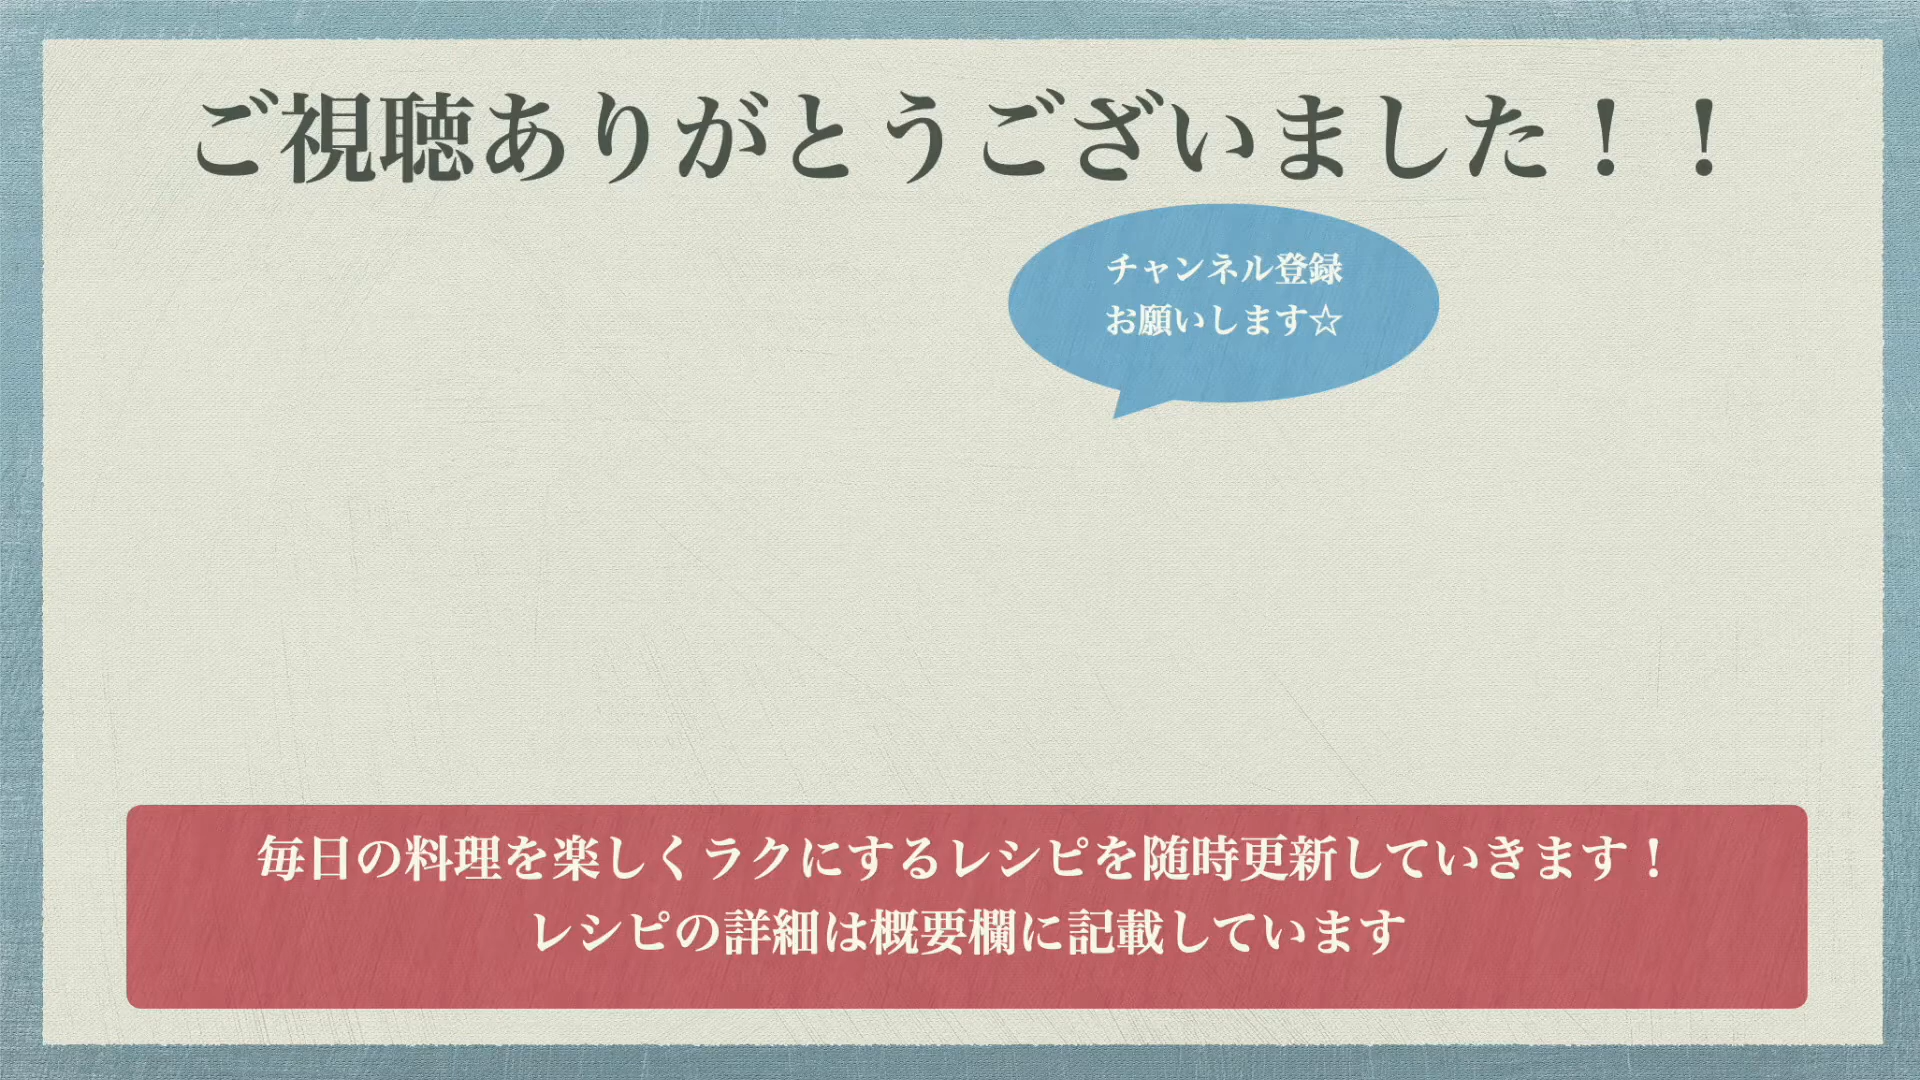 ご視聴ありがとうございました！！
チャンネル登録
お願いします☆
毎日の料理を楽しくラクにするレシピを随時更新していきます！
レシピの詳細は概要欄に記載しています